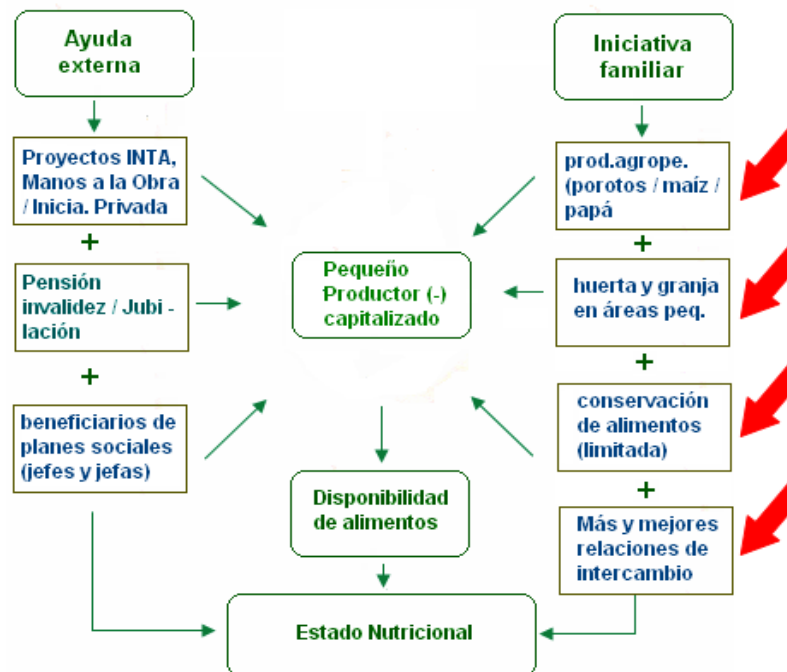 Ayuda
externa
Iniciativa
familiar
Proyectos INTA,
Manos a la Obra
/ Inicia. Privada
+
Pensión
invalidez / Jubi -
lación
+
beneficiarios de
planes sociales
(jefes y jefas)
Pequeño
Productor (-)
capitalizado
Disponibilidad
de alimentos
Estado Nutricional
prod.agrope.
(porotos / maíz /
papá
+
huerta y granja
en áreas peq.
+
conservación
de alimentos
(limitada)
+
Más y mejores
relaciones de
intercambio